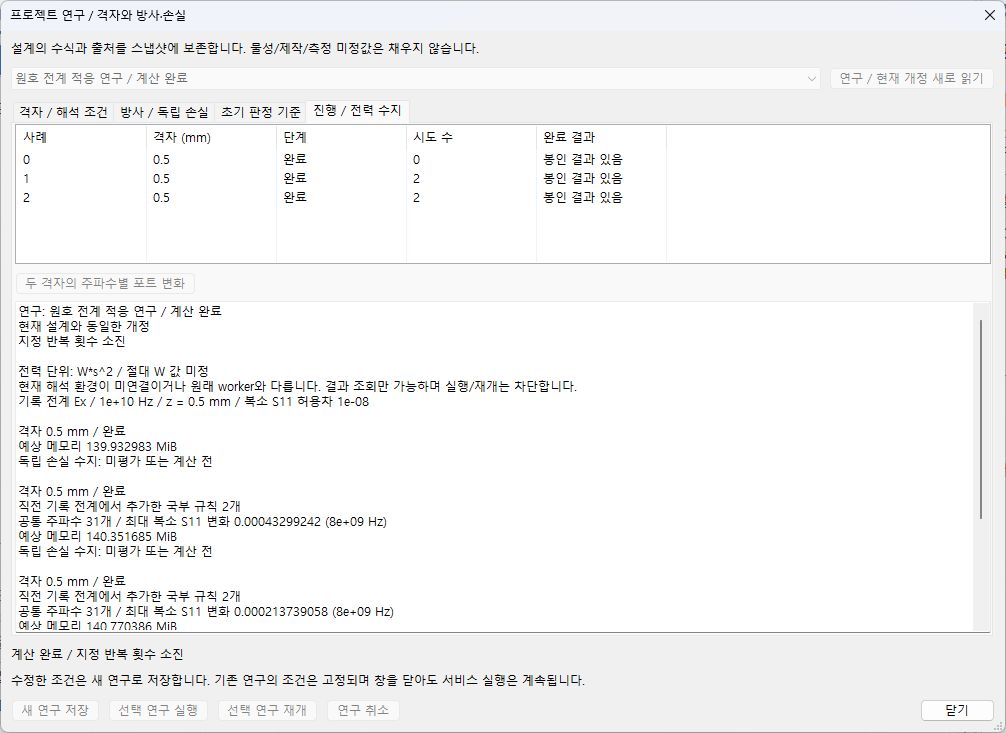 프로젝트 연구 / 격자와 방사·손실
설계의 수식과 출처를 스냅샷에 보존합니다. 물성/제작/측정 미정값은 채우지 않습니다.
원호 전계 적응 연구 / 계산 완료
연구 / 현재 개정 새로 읽기
격자 / 해석 조건 방사 / 독립 손실 초기 판정 기준 진행 / 전력 수지
사례 격자 (mm) 단계 시도 수 완료 결과
0 0.5 완료 0 봉인 결과 있음
1 0.5 완료 2 봉인 결과 있음
2 0.5 완료 2 봉인 결과 있음
두 격자의 주파수별 포트 변화
연구: 원호 전계 적응 연구 / 계산 완료
현재 설계와 동일한 개정
지정 반복 횟수 소진
전력 단위: W*s^2 / 절대 W 값 미정
현재 해석 환경이 미연결이거나 원래 worker와 다릅니다. 결과 조회만 가능하며 실행/재개는 차단합니다.
기록 전계 Ex / 1e+10 Hz / z = 0.5 mm / 복소 S11 허용차 1e-08
격자 0.5 mm / 완료
예상 메모리 139.932983 MiB
독립 손실 수지: 미평가 또는 계산 전
격자 0.5 mm / 완료
직전 기록 전계에서 추가한 국부 규칙 2개
공통 주파수 31개 / 최대 복소 S11 변화 0.00043299242 (8e+09 Hz)
예상 메모리 140.351685 MiB
독립 손실 수지: 미평가 또는 계산 전
격자 0.5 mm / 완료
직전 기록 전계에서 추가한 국부 규칙 2개
공통 주파수 31개 / 최대 복소 S11 변화 0.000213739058 (8e+09 Hz)
예상 메모리 140.770386 MiB
계산 완료 / 지정 반복 횟수 소진
수정한 조건은 새 연구로 저장합니다. 기존 연구의 조건은 고정되며 창을 닫아도 서비스 실행은 계속됩니다.
새 연구 저장 선택 연구 실행 선택 연구 재개 연구 취소 닫기